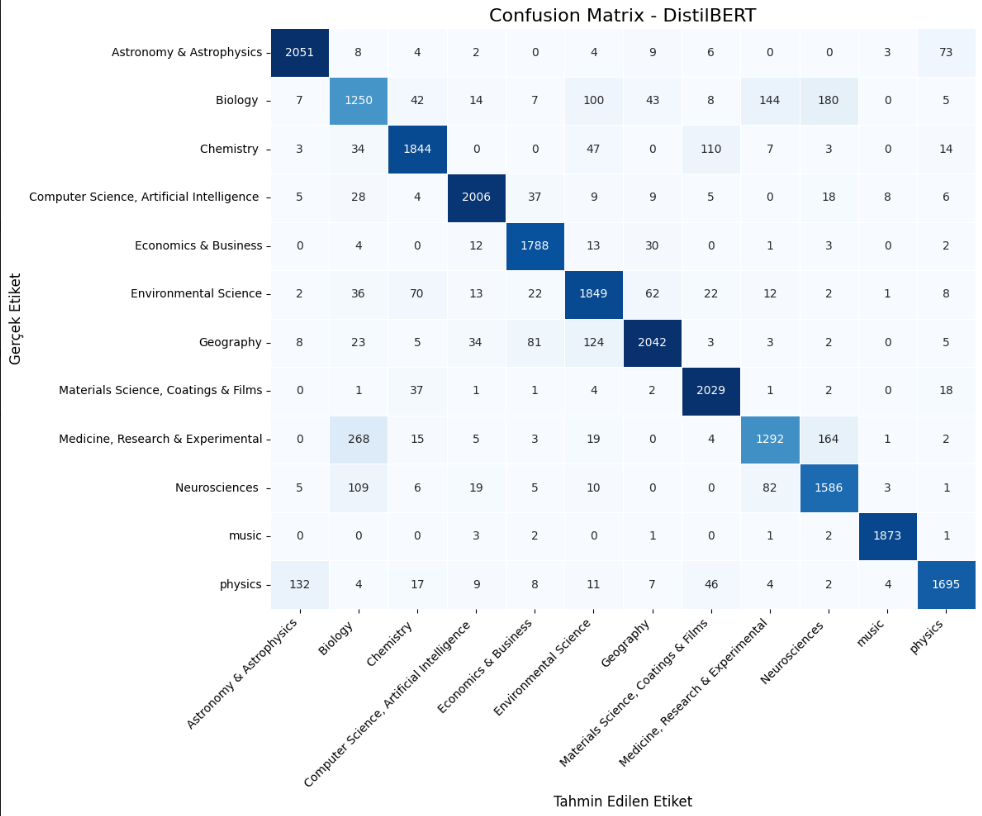 Confusion Matrix - DistilBERT
Gerçek Etiket
Astronomy & Astrophysics 2051 8 4 2 0 4 9 6 0 0 3 73
Biology 7 1250 42 14 7 100 43 8 144 180 0 5
Chemistry 3 34 1844 0 0 47 0 110 7 3 0 14
Computer Science, Artificial Intelligence 5 28 4 2006 37 9 9 5 0 18 8 6
Economics & Business 0 4 0 12 1788 13 30 0 1 3 0 2
Environmental Science 2 36 70 13 22 1849 62 22 12 2 1 8
Geography 8 23 5 34 81 124 2042 3 3 2 0 5
Materials Science, Coatings & Films 0 1 37 1 1 4 2 2029 1 2 0 18
Medicine, Research & Experimental 0 268 15 5 3 19 0 4 1292 164 1 2
Neurosciences 5 109 6 19 5 10 0 0 82 1586 3 1
music 0 0 0 3 2 0 1 0 1 2 1873 1
physics 132 4 17 9 8 11 7 46 4 2 4 1695
Astronomy & Astrophysics
Biology
Chemistry
Computer Science, Artificial Intelligence
Economics & Business
Environmental Science
Geography
Materials Science, Coatings & Films
Medicine, Research & Experimental
Neurosciences
music
physics
Tahmin Edilen Etiket